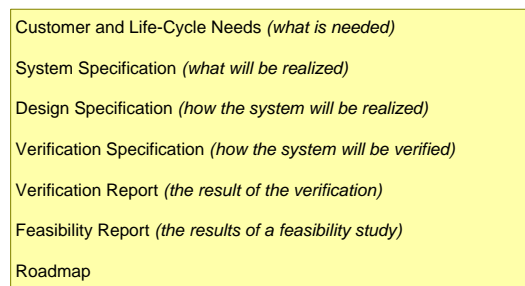 Customer and Life-Cycle Needs (what is needed)
System Specification (what will be realized)
Design Specification (how the system will be realized)
Verification Specification (how the system will be verified)
Verification Report (the result of the verification)
Feasibility Report (the results of a feasibility study)
Roadmap